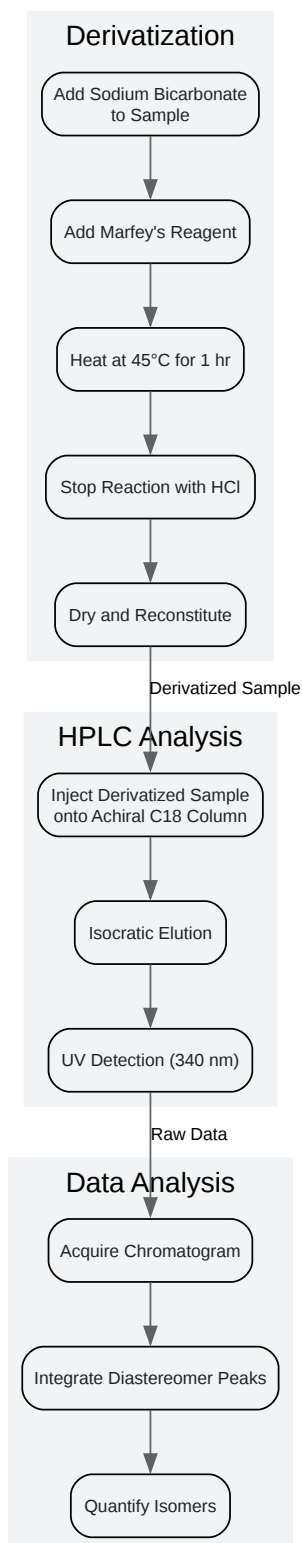 Derivatization
Add Sodium Bicarbonate
to Sample
Add Marfey's Reagent
Heat at 45°C for 1 hr
Stop Reaction with HCl
Dry and Reconstitute
Derivatized Sample
HPLC Analysis
Inject Derivatized Sample
onto Achiral C18 Column
Isocratic Elution
UV Detection (340 nm)
Raw Data
Data Analysis
Acquire Chromatogram
Integrate Diastereomer Peaks
Quantify Isomers